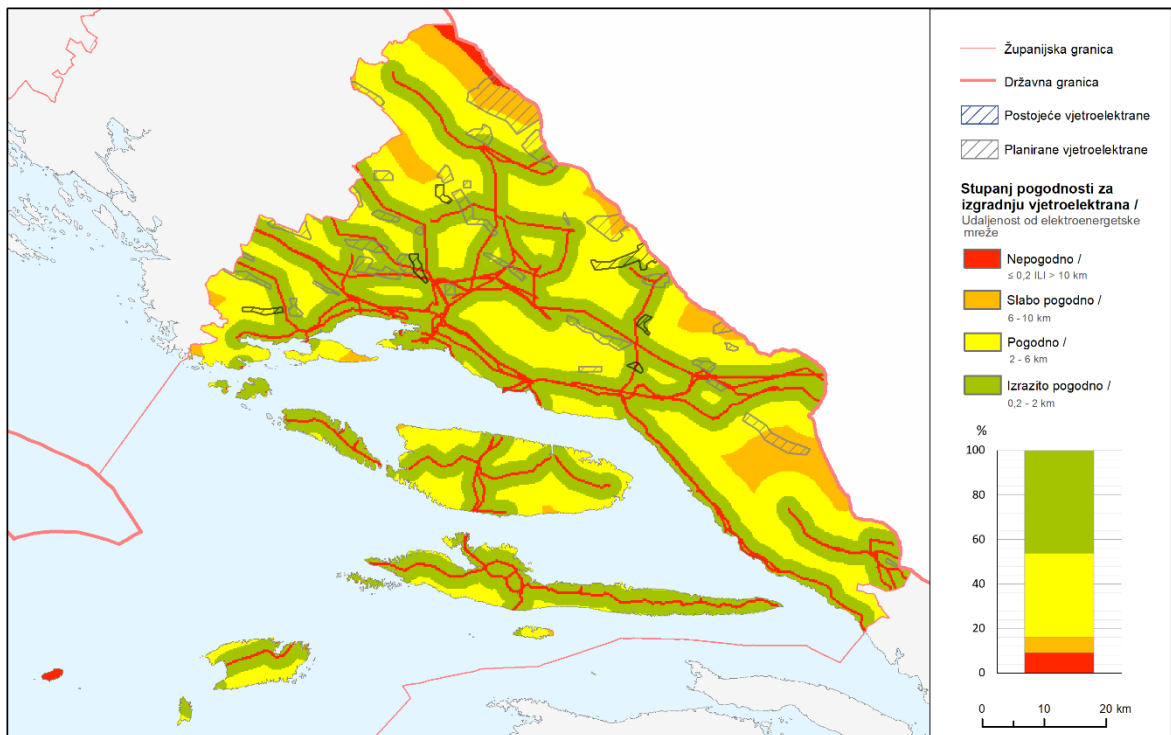 Županijska granica
Državna granica
Postojeće vjetroelektrane
Planirane vjetroelektrane
Stupanj pogodnosti za
izgradnju vjetroelektrana /
Udaljenost od elektroenergetske
mreže
Nepogodno /
≤ 0,2 ILI > 10 km
Slabo pogodno /
6 - 10 km
Pogodno /
2 - 6 km
Izrazito pogodno /
0,2 - 2 km
%
100
80
60
40
20
0
0 10 20 km